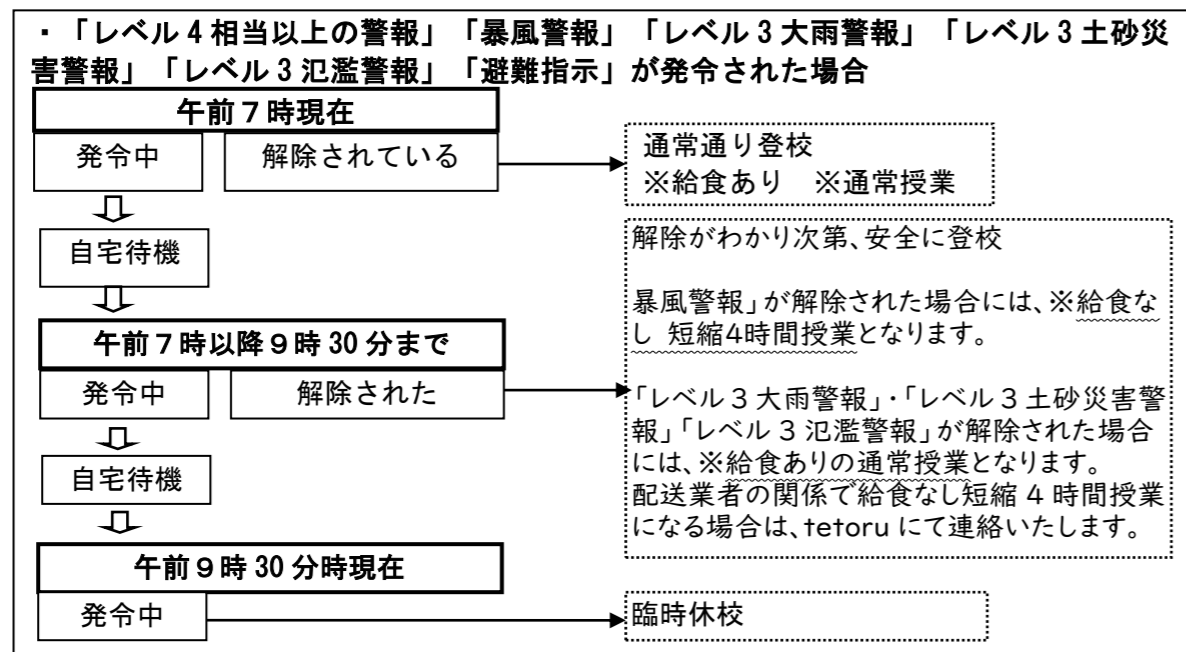 ・「レベル4相当以上の警報」「暴風警報」「レベル3大雨警報」「レベル3土砂災
害警報」「レベル3氾濫警報」「避難指示」が発令された場合
午前7時現在
発令中
解除されている
通常通り登校
※給食あり ※通常授業
自宅待機
午前7時以降9時30分まで
発令中
解除された
解除がわかり次第、安全に登校
暴風警報」が解除された場合には、※給食な
し 短縮4時間授業となります。
「レベル3大雨警報」・「レベル3土砂災害警
報」「レベル3氾濫警報」が解除された場合
には、※給食ありの通常授業となります。
配送業者の関係で給食なし短縮4時間授業
になる場合は、tetoruにて連絡いたします。
自宅待機
午前9時30分時現在
発令中
臨時休校